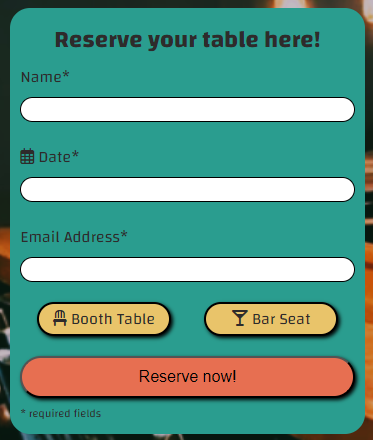 Reserve your table here!
Name*
Date*
Email Address*
Booth Table
Bar Seat
Reserve now!
* required fields